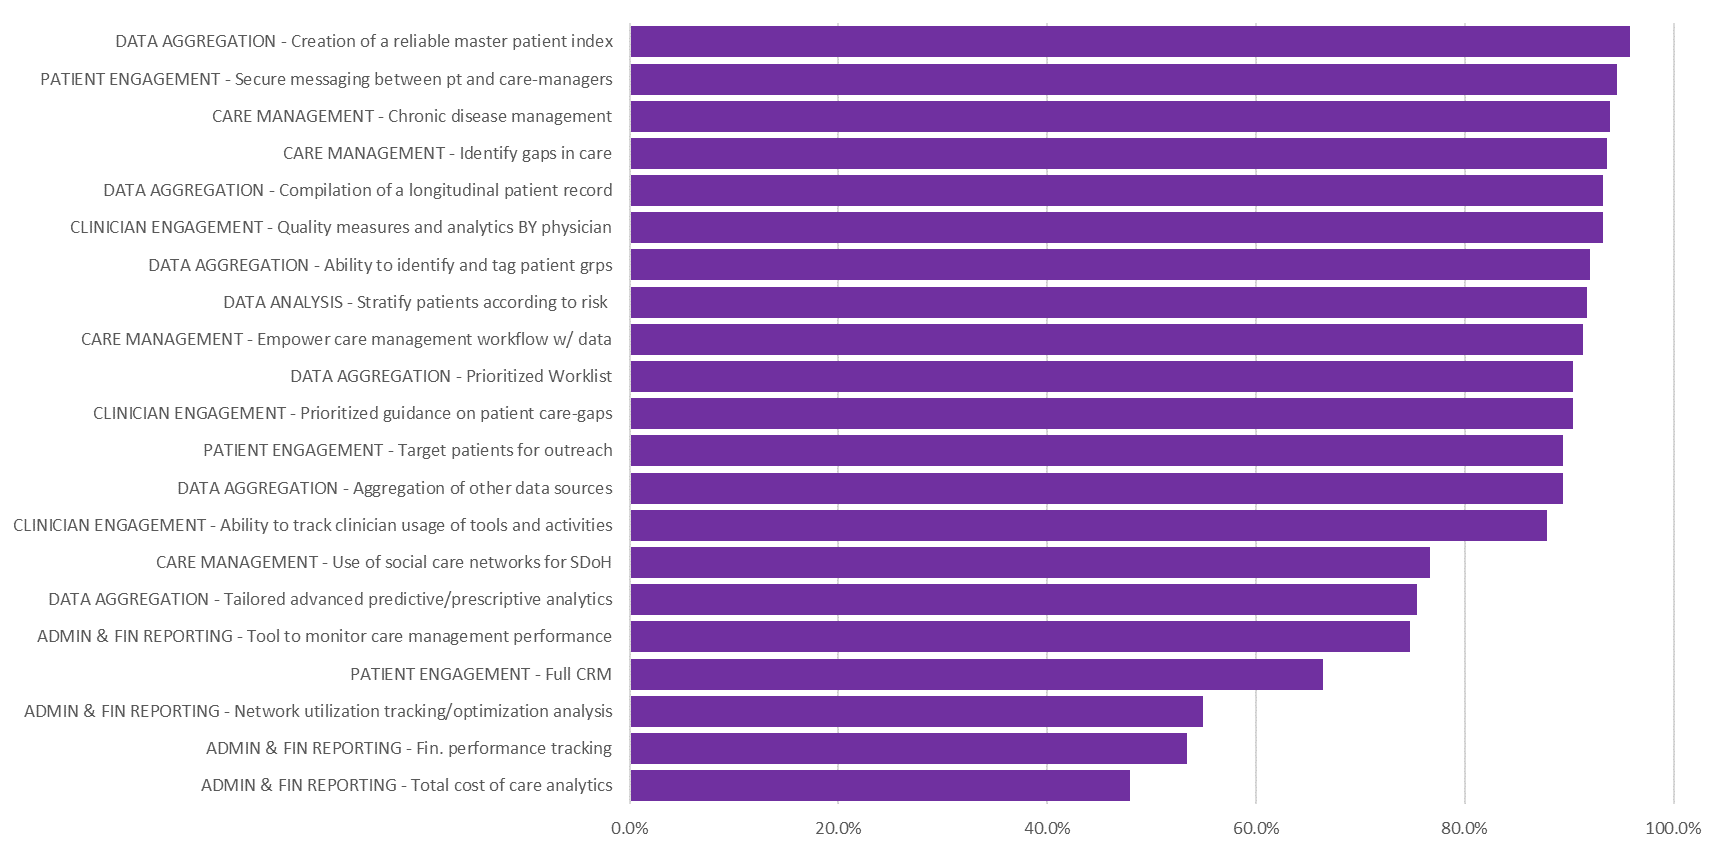 DATA AGGREGATION - Creation of a reliable master patient index
PATIENT ENGAGEMENT - Secure messaging between pt and care-managers
CARE MANAGEMENT - Chronic disease management
CARE MANAGEMENT - Identify gaps in care
DATA AGGREGATION - Compilation of a longitudinal patient record
CLINICIAN ENGAGEMENT - Quality measures and analytics BY physician
DATA AGGREGATION - Ability to identify and tag patient grps
DATA ANALYSIS - Stratify patients according to risk
CARE MANAGEMENT - Empower care management workflow w/ data
DATA AGGREGATION - Prioritized Worklist
CLINICIAN ENGAGEMENT - Prioritized guidance on patient care-gaps
PATIENT ENGAGEMENT - Target patients for outreach
DATA AGGREGATION - Aggregation of other data sources
CLINICIAN ENGAGEMENT - Ability to track clinician usage of tools and activities
CARE MANAGEMENT - Use of social care networks for SDoH
DATA AGGREGATION - Tailored advanced predictive/prescriptive analytics
ADMIN & FIN REPORTING - Tool to monitor care management performance
PATIENT ENGAGEMENT - Full CRM
ADMIN & FIN REPORTING - Network utilization tracking/optimization analysis
ADMIN & FIN REPORTING - Fin. performance tracking
ADMIN & FIN REPORTING - Total cost of care analytics
0.0% 20.0% 40.0% 60.0% 80.0% 100.0%